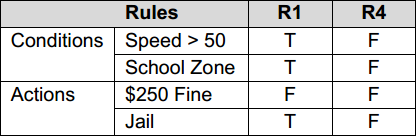 Rules R1 R4
Conditions Speed > 50 T F
School Zone T F
Actions $250 Fine F F
Jail T F